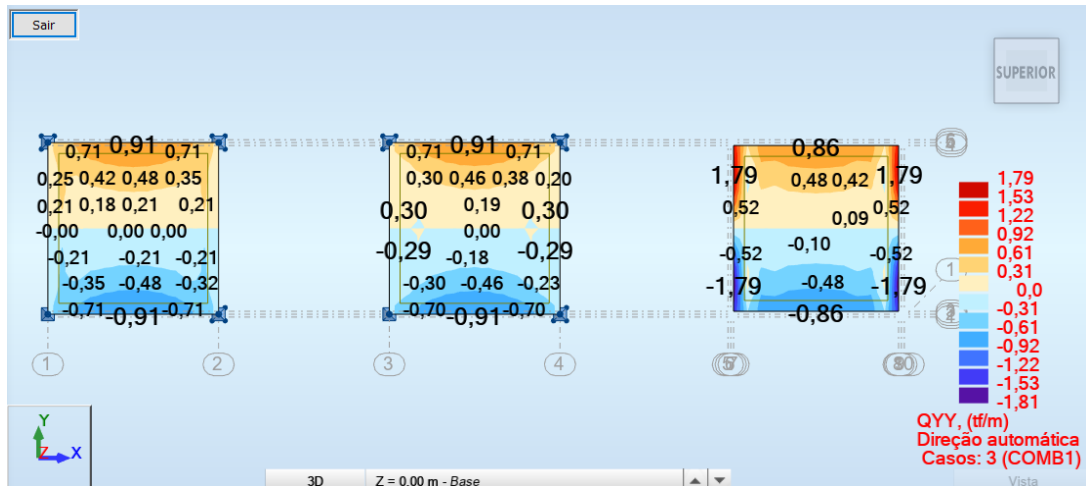 Sair
SUPERIOR
0,91 0,91 0,86
0,71 0,71 0,71 0,71
1,79 1,79
0,25 0,42 0,48 0,35 0,30 0,46 0,38 0,20 0,48 0,42
0,21 0,18 0,21 0,21 0,30 0,19 0,30 0,52 0,09 0,52
-0,00 0,00 0,00 0,00
-0,21 -0,21 -0,21 -0,29 -0,18 -0,29 -0,52 -0,10 -0,52
-0,35 -0,48 -0,32 -0,30 -0,46 -0,23 -1,79 -0,48 -1,79
-0,71 -0,91 -0,71 -0,70 -0,91 -0,70 -0,86
1 2 3 4
1
1,79
1,53
1,22
0,92
0,61
0,31
0,0
-0,31
-0,61
-0,92
-1,22
-1,53
-1,81
QYY, (tf/m)
Direção automática
Casos: 3 (COMB1)
Y
Z X
3D Z = 0.00 m - Base Vista